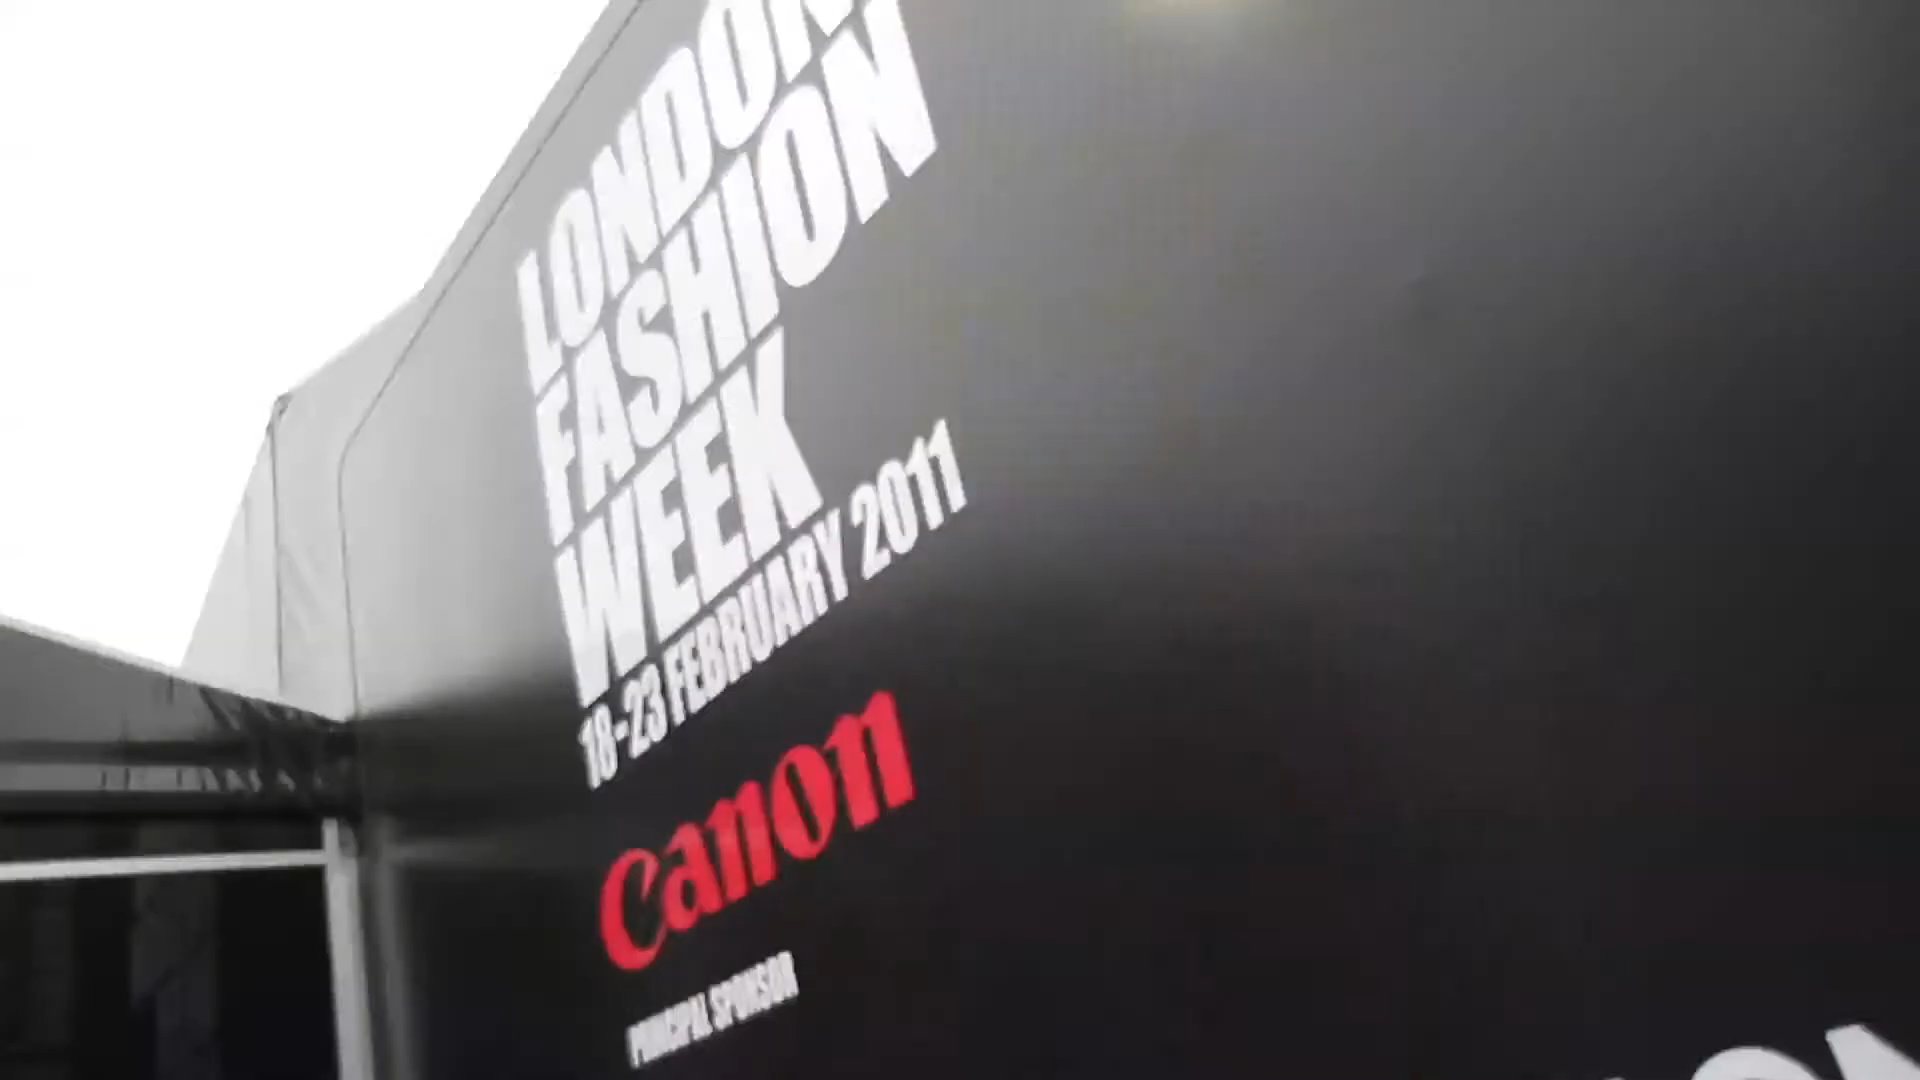 LONDON
FASHION
WEEK
18-23 FEBRUARY 2011
Canon
PRINCIPAL SPONSOR